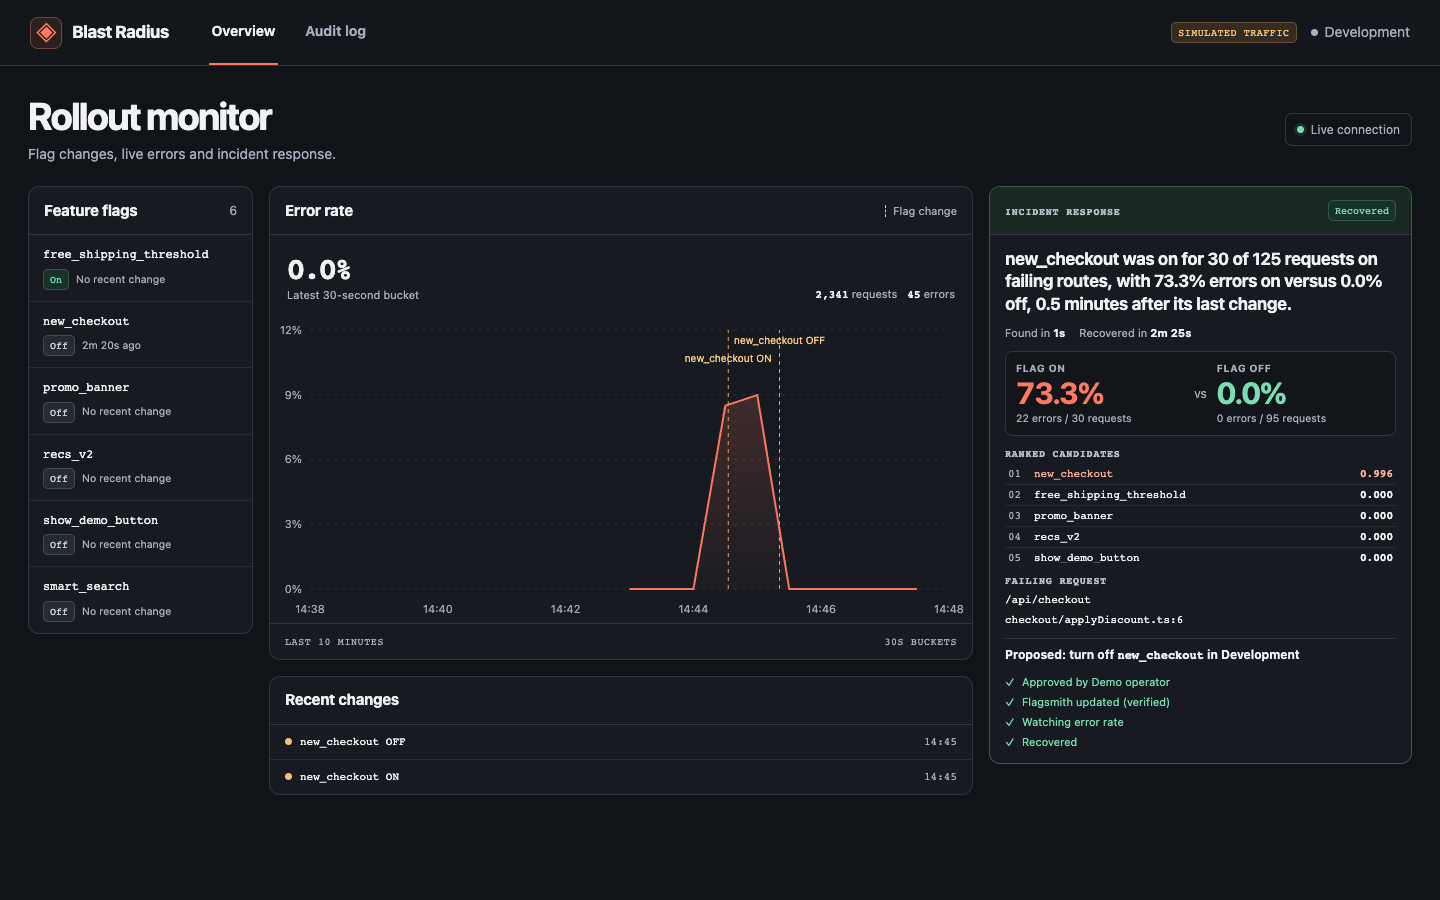 Blast Radius
Overview
Audit log
SIMULATED TRAFFIC
Development
Rollout monitor
Flag changes, live errors and incident response.
Live connection
Feature flags 6
free_shipping_threshold
On No recent change
new_checkout
Off 2m 20s ago
promo_banner
Off No recent change
recs_v2
Off No recent change
show_demo_button
Off No recent change
smart_search
Off No recent change
Error rate
Flag change
0.0%
Latest 30-second bucket
2,341 requests 45 errors
12%
new_checkout OFF
new_checkout ON
9%
6%
3%
0%
14:38 14:40 14:42 14:44 14:46 14:48
LAST 10 MINUTES
30S BUCKETS
Recent changes
new_checkout OFF 14:45
new_checkout ON 14:45
INCIDENT RESPONSE
Recovered
new_checkout was on for 30 of 125 requests on
failing routes, with 73.3% errors on versus 0.0%
off, 0.5 minutes after its last change.
Found in 1s Recovered in 2m 25s
FLAG ON
73.3%
22 errors / 30 requests
vs
FLAG OFF
0.0%
0 errors / 95 requests
RANKED CANDIDATES
01 new_checkout 0.996
02 free_shipping_threshold 0.000
03 promo_banner 0.000
04 recs_v2 0.000
05 show_demo_button 0.000
FAILING REQUEST
/api/checkout
checkout/applyDiscount.ts:6
Proposed: turn off new_checkout in Development
✓ Approved by Demo operator
✓ Flagsmith updated (verified)
✓ Watching error rate
✓ Recovered